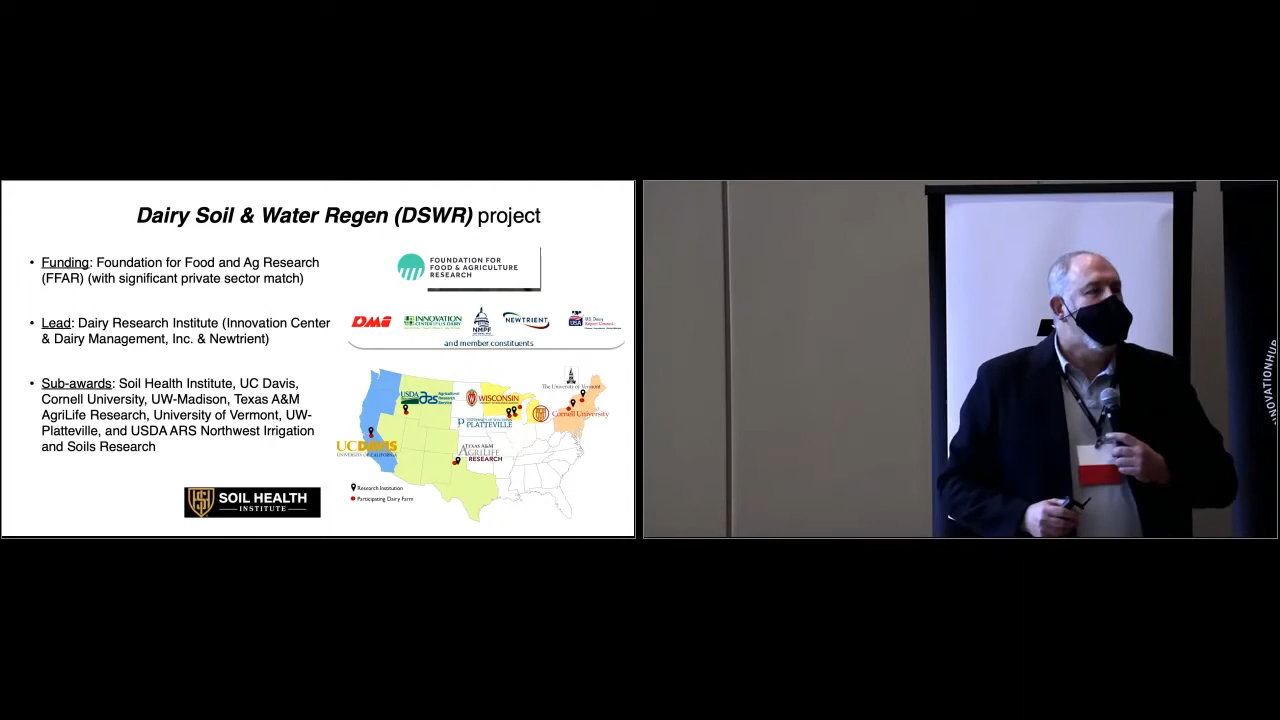 Dairy Soil & Water Regen (DSWR) project
• Funding: Foundation for Food and Ag Research
(FFAR) (with significant private sector match)
• Lead: Dairy Research Institute (Innovation Center
& Dairy Management, Inc. & Newtrient)
• Sub-awards: Soil Health Institute, UC Davis,
Cornell University, UW-Madison, Texas A&M
AgriLife Research, University of Vermont, UW-
Platteville, and USDA ARS Northwest Irrigation
and Soils Research
SOIL HEALTH
INSTITUTE
FOUNDATION FOR
FOOD & AGRICULTURE
RESEARCH
DMI
INNOVATION
CENTER FOR U.S. DAIRY
NMPF
NEWTRIENT
U.S. Dairy
Export Council
and member constituents
The University of Vermont
USDA ars Agricultural
Research
Service
WISCONSIN
Cornell University
PLATTEVILLE
UC DAVIS
UNIVERSITY OF CALIFORNIA
TEXAS A&M
AGRILIFE
RESEARCH
Research Institution
Participating Dairy Farm